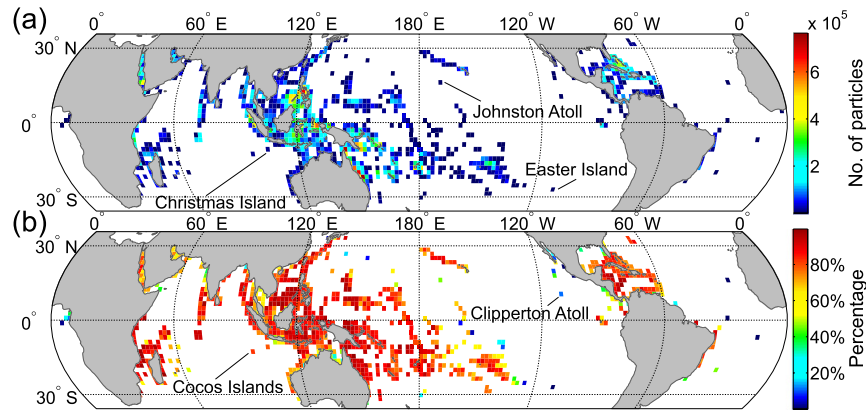 (a)
0° 60° E 120° E 180° E 120° W 60° W 0°
30° N
0°
30° S
Johnston Atoll
Easter Island
Christmas Island
x 10⁵
6
4
2
No. of particles
(b)
0° 60° E 120° E 180° E 120° W 60° W 0°
30° N
0°
30° S
Clipperton Atoll
Cocos Islands
80%
60%
40%
20%
Percentage